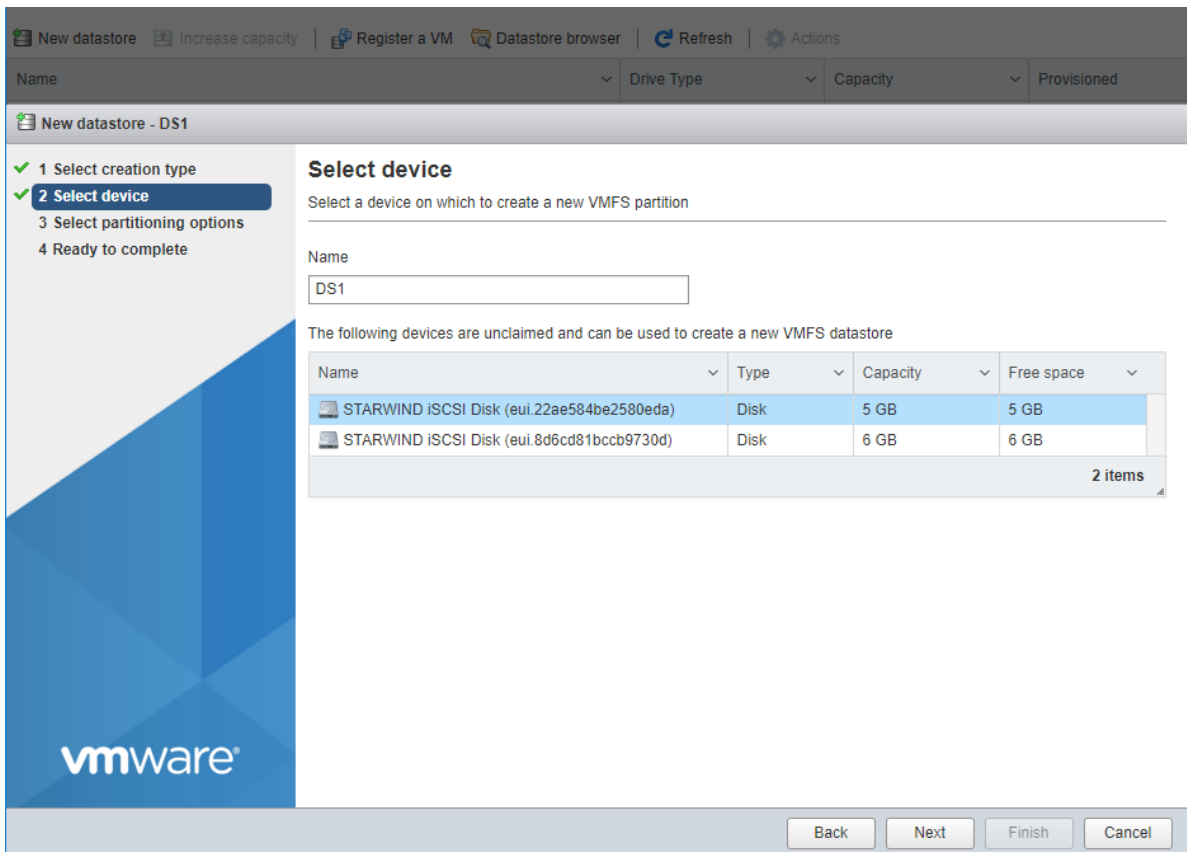 New datastore Increase capacity Register a VM Datastore browser Refresh Actions
Name Drive Type Capacity Provisioned
New datastore - DS1
1 Select creation type
2 Select device
3 Select partitioning options
4 Ready to complete
Select device
Select a device on which to create a new VMFS partition
Name
DS1
The following devices are unclaimed and can be used to create a new VMFS datastore
Name Type Capacity Free space
STARWIND iSCSI Disk (eui.22ae584be2580eda) Disk 5 GB 5 GB
STARWIND iSCSI Disk (eui.8d6cd81bccb9730d) Disk 6 GB 6 GB
2 items
vmware®
Back Next Finish Cancel